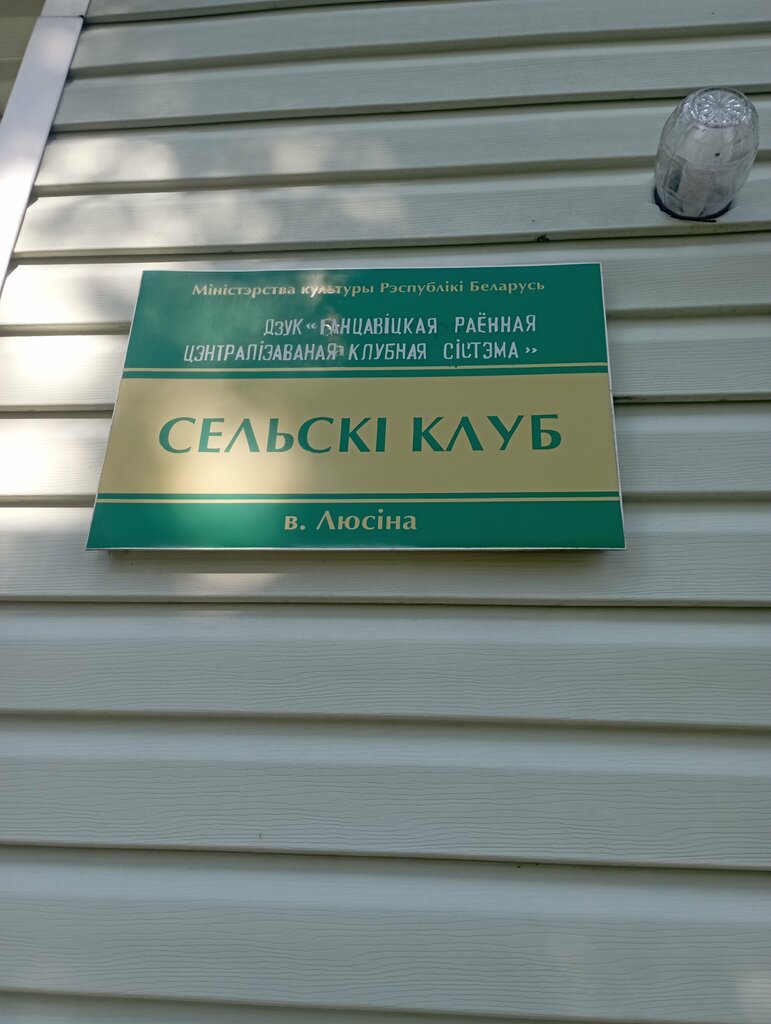 Міністэрства культуры Рэспублікі Беларусь
ДЗУК «ГАНЦАВІЦКАЯ РАЁННАЯ
ЦЭНТРАЛІЗАВАНАЯ КЛУБНАЯ СІСТЭМА»
СЕЛЬСКІ КЛУБ
в. Люсіна